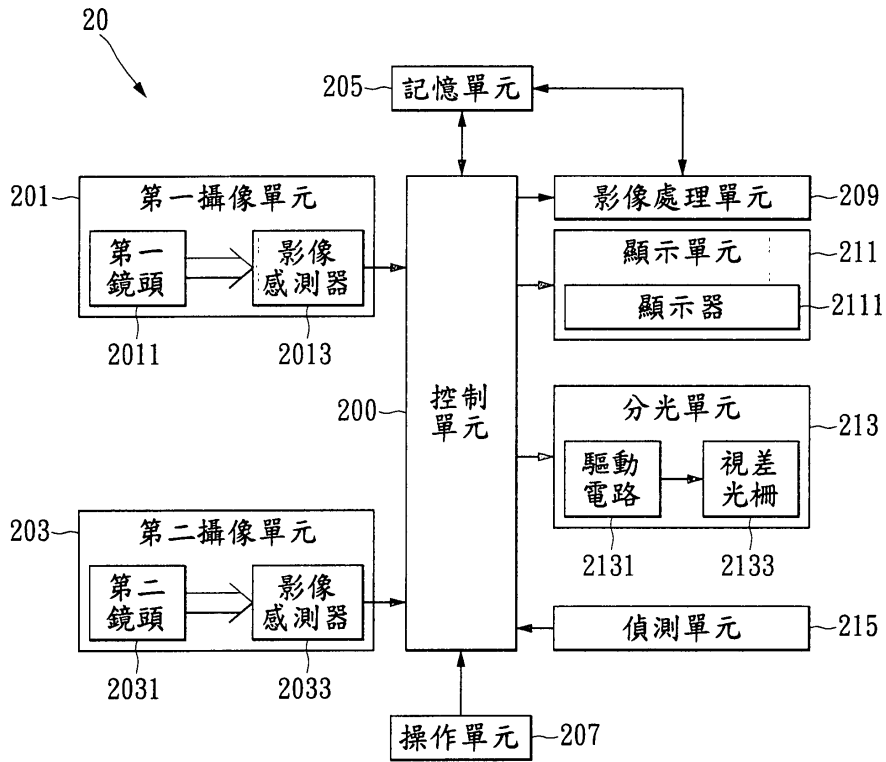 20
205
記憶單元
201
第一攝像單元
第一
鏡頭
影像
感測器
2011
2013
影像處理單元
209
顯示單元
211
顯示器
2111
200
控制
單元
分光單元
213
驅動
電路
視差
光柵
2131
2133
203
第二攝像單元
第二
鏡頭
影像
感測器
2031
2033
偵測單元
215
操作單元
207